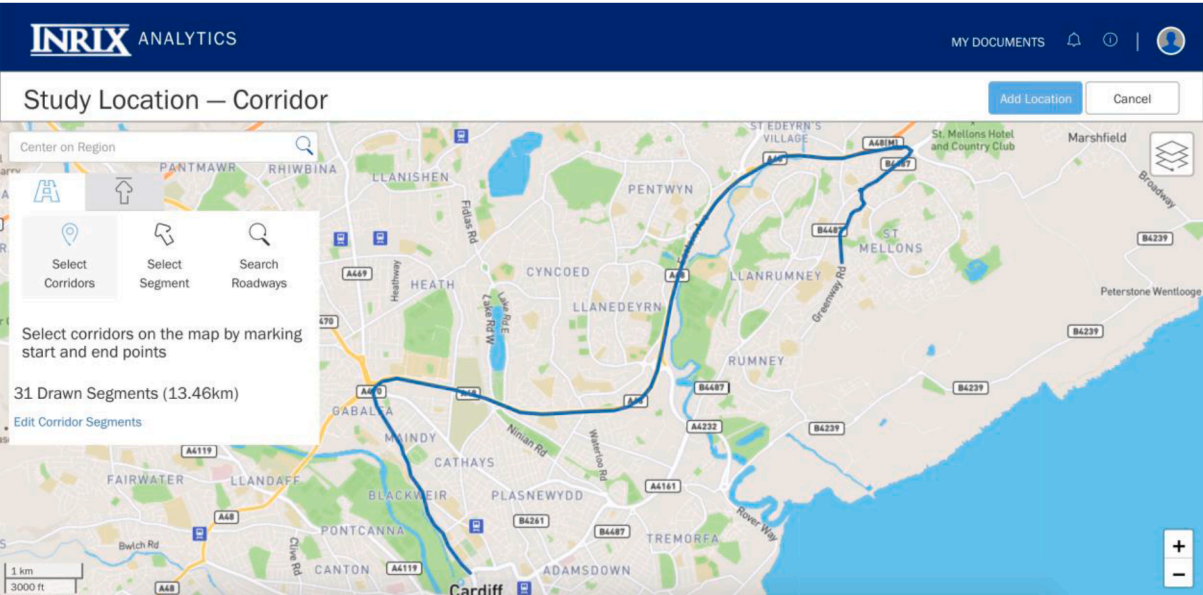 INRIX ANALYTICS
MY DOCUMENTS
Study Location — Corridor
Add Location
Cancel
Center on Region
Select
Corridors
Select
Segment
Search
Roadways
Select corridors on the map by marking
start and end points
31 Drawn Segments (13.46km)
Edit Corridor Segments
PANTMAWR
RHIWBINA
LLANISHEN
Fidlas Rd
ST EDEYRN'S
VILLAGE
A48(M)
St. Mellons Hotel
and Country Club
Marshfield
Broadway
B4487
PENTWYN
B4487
ST
MELLONS
B4239
A469
Heathway
HEATH
CYNCOED
Lake Rd E
Lake Rd W
LLANEDEYRN
A48
LLANRUMNEY
Greenway Rd
Peterstone Wentlooge
B4239
RUMNEY
470
A470
A48
A48
B4487
B4239
GABALFA
A4232
B4239
MAINDY
Ninian Rd
Waterloo Rd
A4119
CATHAYS
FAIRWATER
LLANDAFF
BLACKWEIR
PLASNEWYDD
A4161
A48
PONTCANNA
B4261
B4487
Rover Way
TREMORFA
Bwlch Rd
Clive Rd
CANTON
A4119
ADAMSDOWN
Cardiff
A48
1 km
3000 ft
+
−